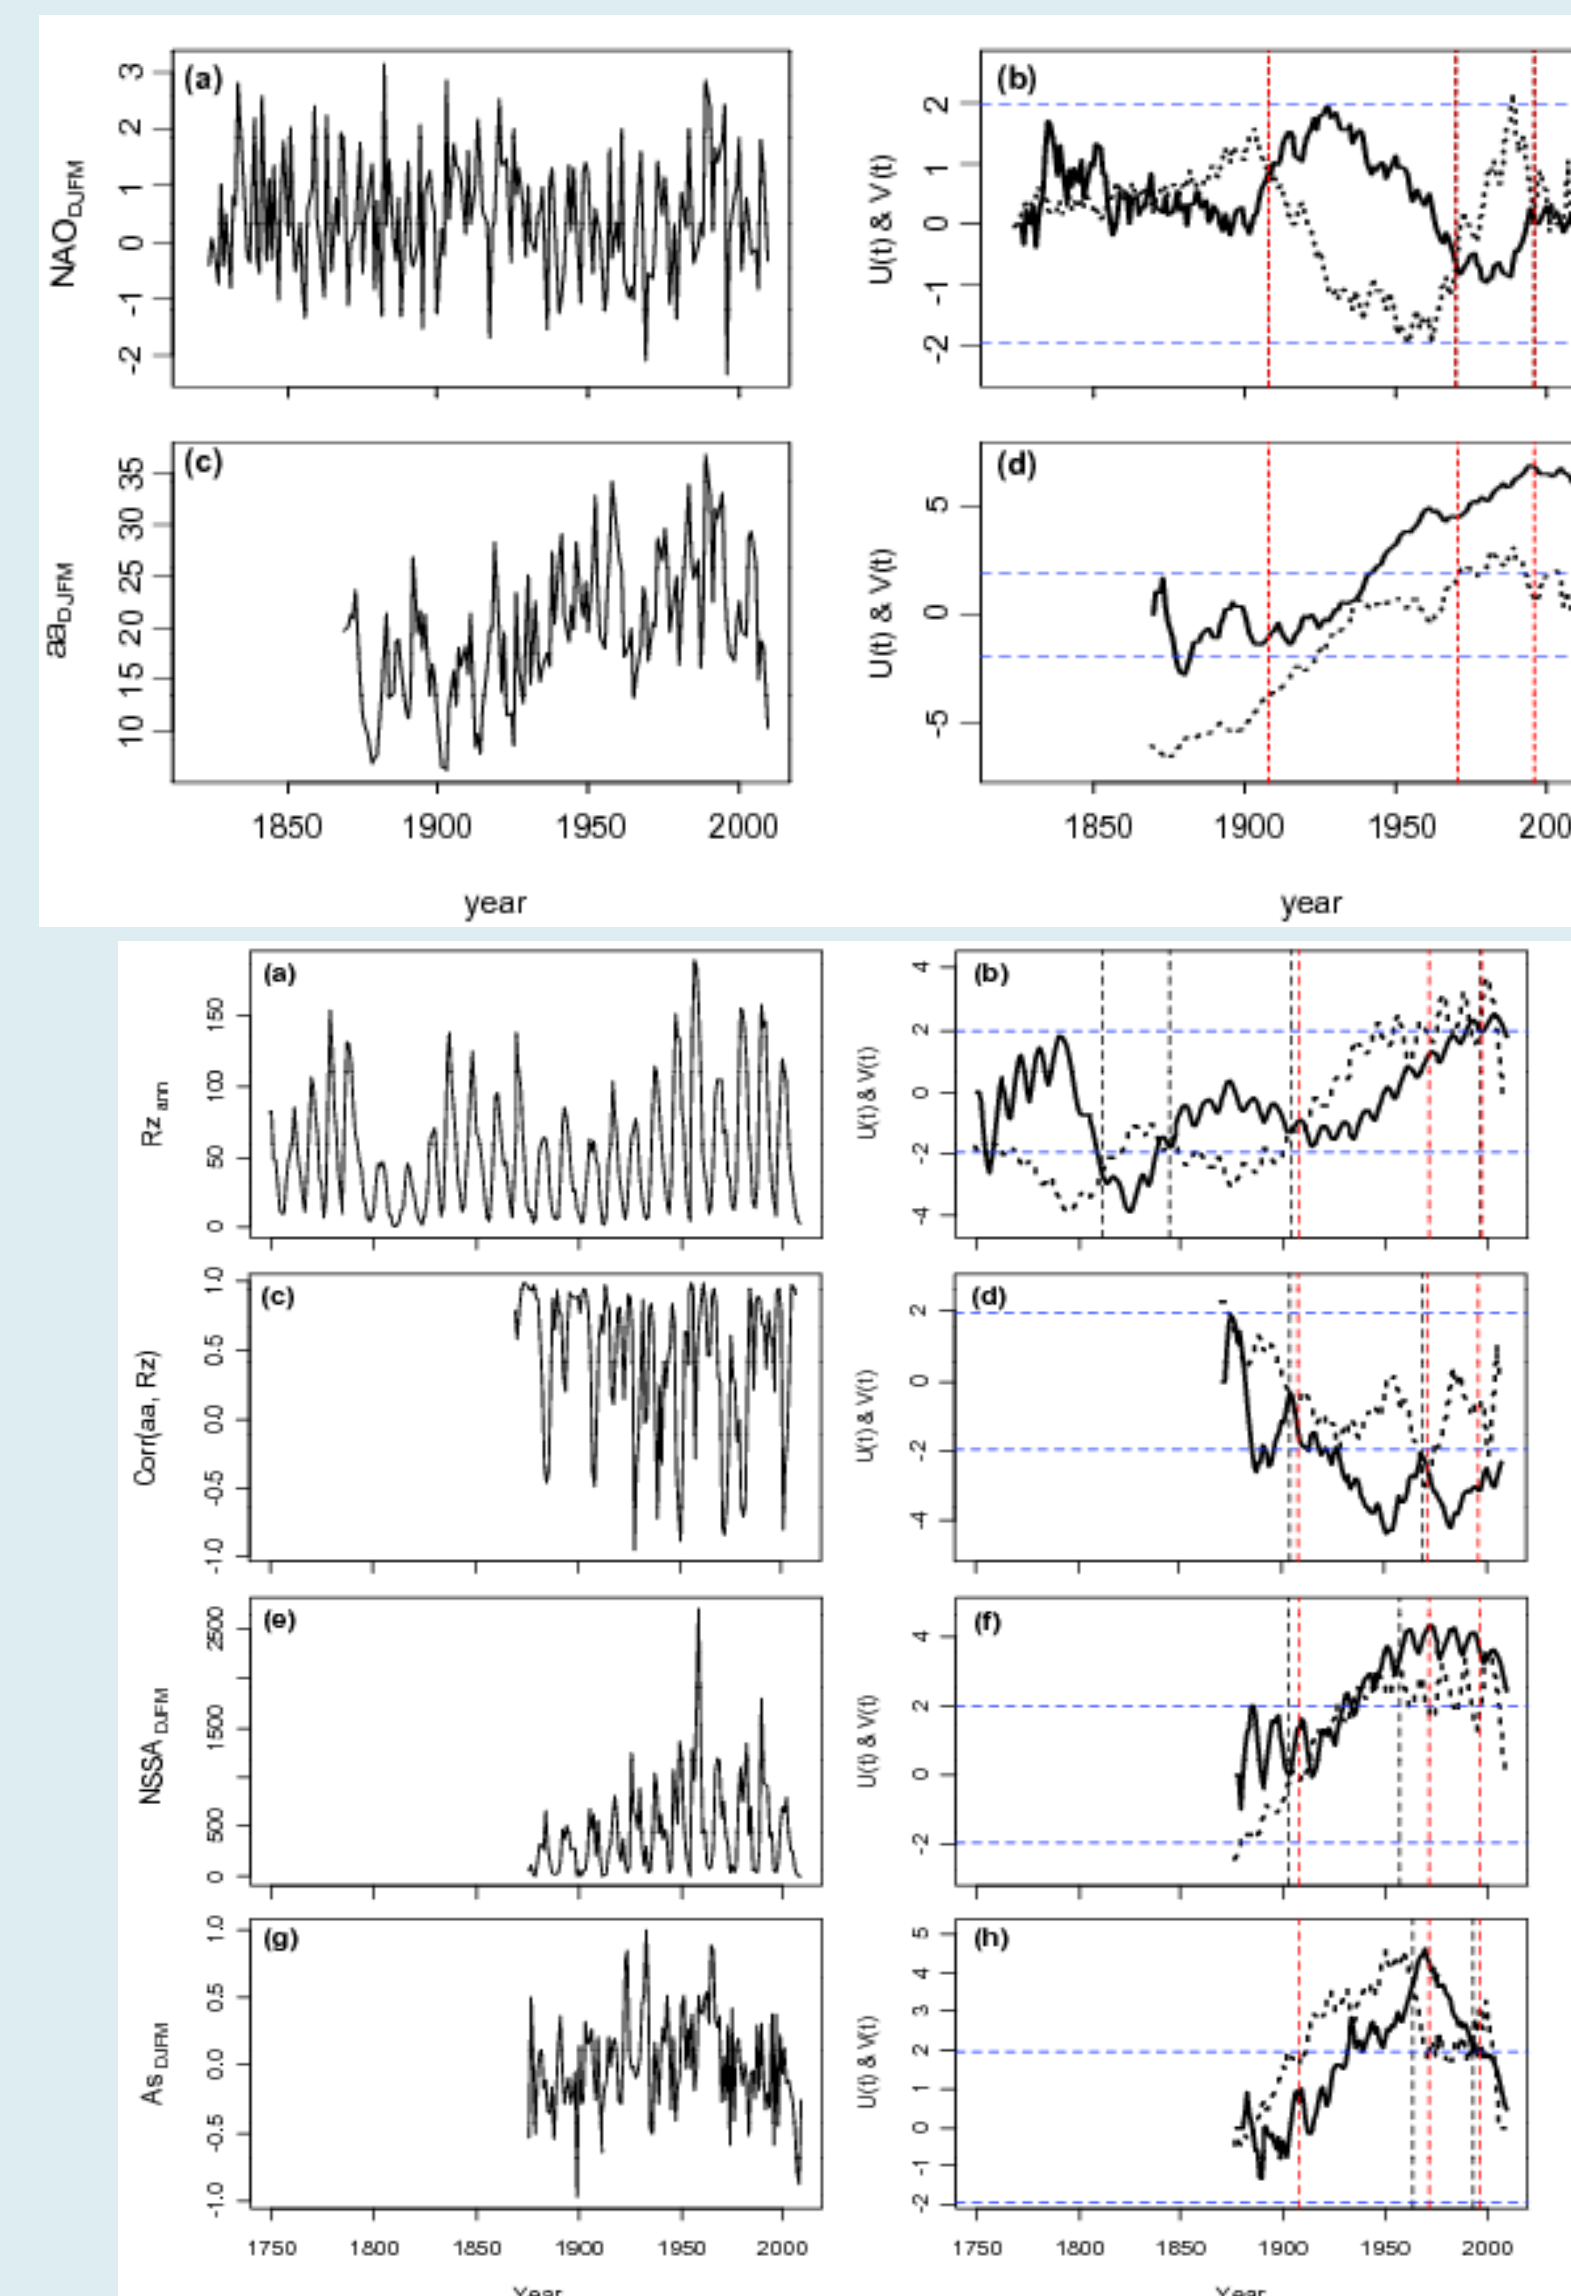 (a)
NAO DJFM
3
2
1
0
-1
-2
(b)
U(t) & V(t)
2
1
0
-1
-2
(c)
aa DJFM
35
30
25
20
15
10
1850 1900 1950 2000
year
(d)
U(t) & V(t)
5
0
-5
1850 1900 1950 200
year
(a)
Rz ann
150
100
50
0
(b)
U(t) & V(t)
4
2
0
-2
-4
(c)
Corr(aa, Rz)
1.0
0.5
0.0
-0.5
-1.0
(d)
U(t) & V(t)
2
0
-2
-4
(e)
NSSA DJFM
2500
1500
500
0
(f)
U(t) & V(t)
4
2
0
-2
(g)
As DJFM
1.0
0.5
0.0
-0.5
-1.0
1750 1800 1850 1900 1950 2000
Year
(h)
U(t) & V(t)
5
4
3
2
1
0
-1
-2
1750 1800 1850 1900 1950 2000
Year